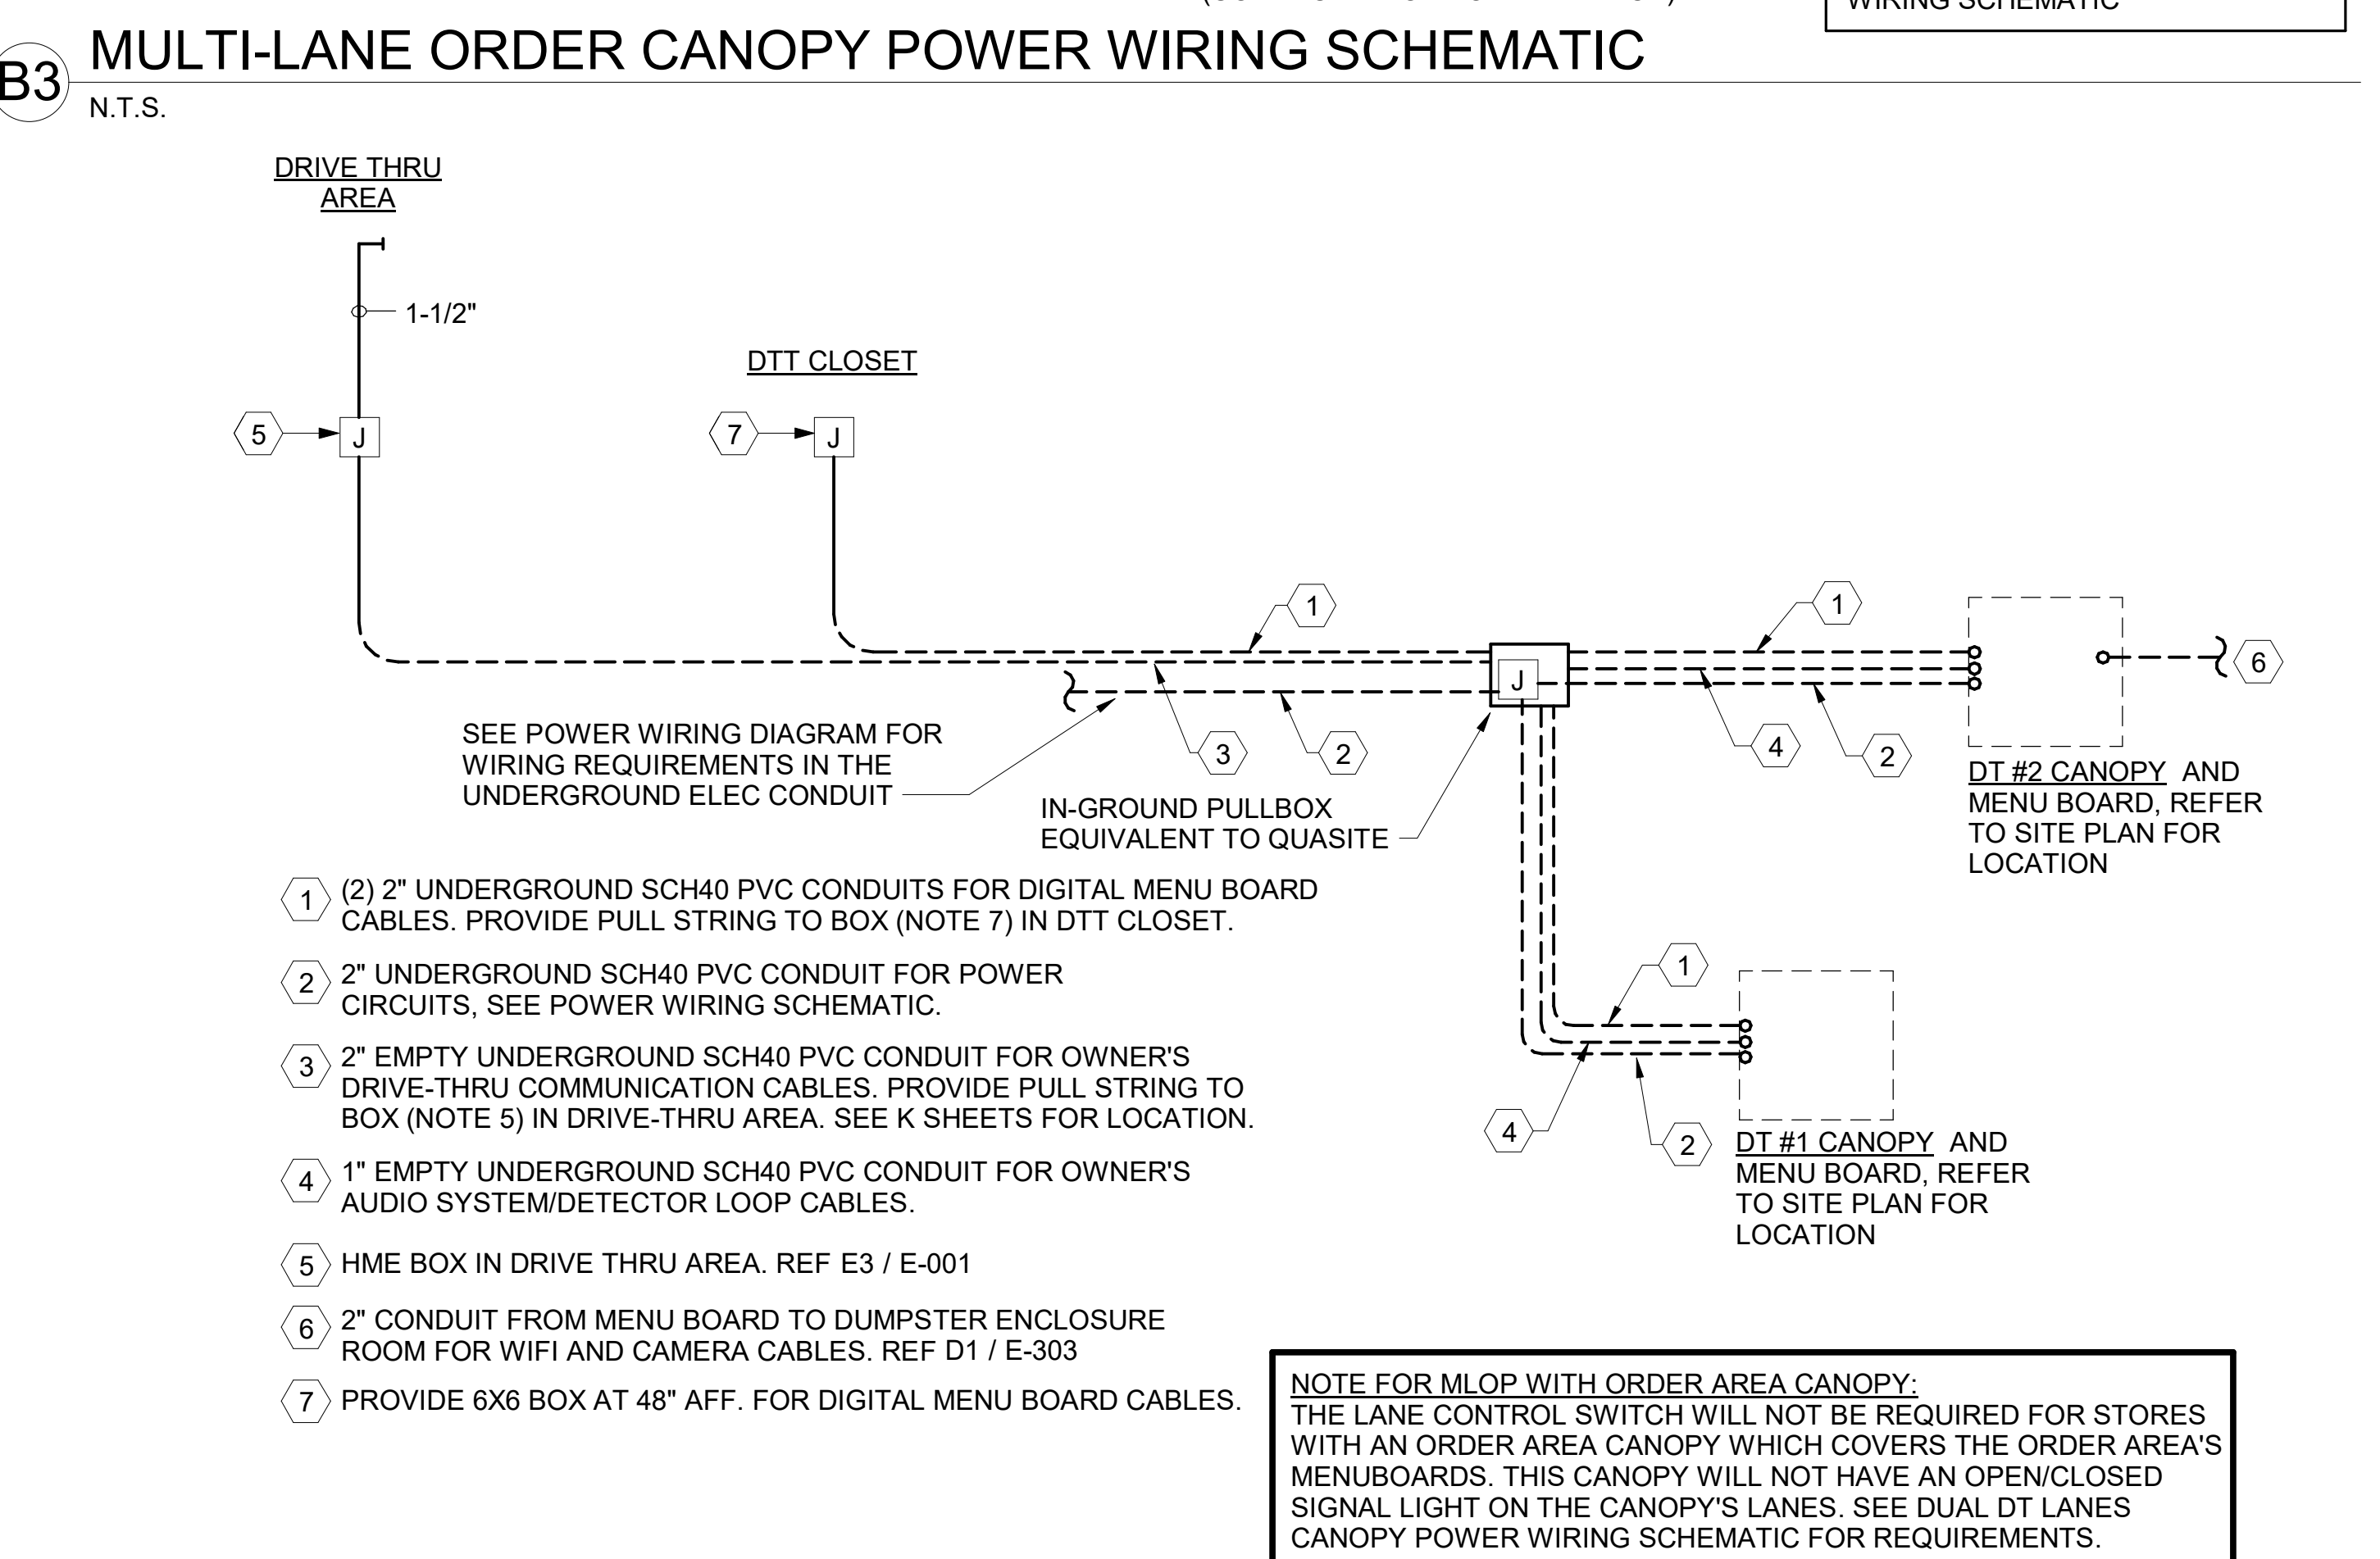 WIRING SCHEMATIC
B3
MULTI-LANE ORDER CANOPY POWER WIRING SCHEMATIC
N.T.S.
DRIVE THRU
AREA
1-1/2"
DTT CLOSET
5
J
7
J
1
1
6
J
SEE POWER WIRING DIAGRAM FOR
WIRING REQUIREMENTS IN THE
UNDERGROUND ELEC CONDUIT
3
2
4
2
IN-GROUND PULLBOX
EQUIVALENT TO QUASITE
DT #2 CANOPY AND
MENU BOARD, REFER
TO SITE PLAN FOR
LOCATION
1
4
2
DT #1 CANOPY AND
MENU BOARD, REFER
TO SITE PLAN FOR
LOCATION
1 (2) 2" UNDERGROUND SCH40 PVC CONDUITS FOR DIGITAL MENU BOARD
CABLES. PROVIDE PULL STRING TO BOX (NOTE 7) IN DTT CLOSET.
2 2" UNDERGROUND SCH40 PVC CONDUIT FOR POWER
CIRCUITS, SEE POWER WIRING SCHEMATIC.
3 2" EMPTY UNDERGROUND SCH40 PVC CONDUIT FOR OWNER'S
DRIVE-THRU COMMUNICATION CABLES. PROVIDE PULL STRING TO
BOX (NOTE 5) IN DRIVE-THRU AREA. SEE K SHEETS FOR LOCATION.
4 1" EMPTY UNDERGROUND SCH40 PVC CONDUIT FOR OWNER'S
AUDIO SYSTEM/DETECTOR LOOP CABLES.
5 HME BOX IN DRIVE THRU AREA. REF E3 / E-001
6 2" CONDUIT FROM MENU BOARD TO DUMPSTER ENCLOSURE
ROOM FOR WIFI AND CAMERA CABLES. REF D1 / E-303
7 PROVIDE 6X6 BOX AT 48" AFF. FOR DIGITAL MENU BOARD CABLES.
NOTE FOR MLOP WITH ORDER AREA CANOPY:
THE LANE CONTROL SWITCH WILL NOT BE REQUIRED FOR STORES
WITH AN ORDER AREA CANOPY WHICH COVERS THE ORDER AREA'S
MENUBOARDS. THIS CANOPY WILL NOT HAVE AN OPEN/CLOSED
SIGNAL LIGHT ON THE CANOPY'S LANES. SEE DUAL DT LANES
CANOPY POWER WIRING SCHEMATIC FOR REQUIREMENTS.